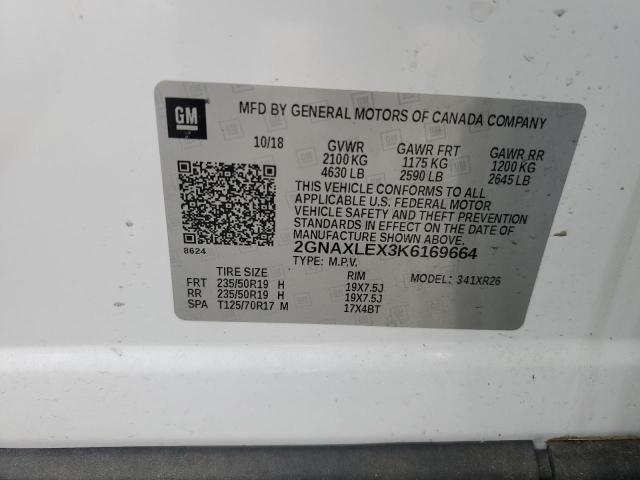 GM
MFD BY GENERAL MOTORS OF CANADA COMPANY
10/18 GVWR GAWR FRT GAWR RR
2100 KG 1175 KG 1200 KG
4630 LB 2590 LB 2645 LB
THIS VEHICLE CONFORMS TO ALL
APPLICABLE U.S. FEDERAL MOTOR
VEHICLE SAFETY AND THEFT PREVENTION
STANDARDS IN EFFECT ON THE DATE OF
MANUFACTURE SHOWN ABOVE.
8624
2GNAXLEX3K6169664
TYPE: M.P.V. MODEL: 341XR26
TIRE SIZE RIM
FRT 235/50R19 H 19X7.5J
RR 235/50R19 H 19X7.5J
SPA T125/70R17 M 17X4BT